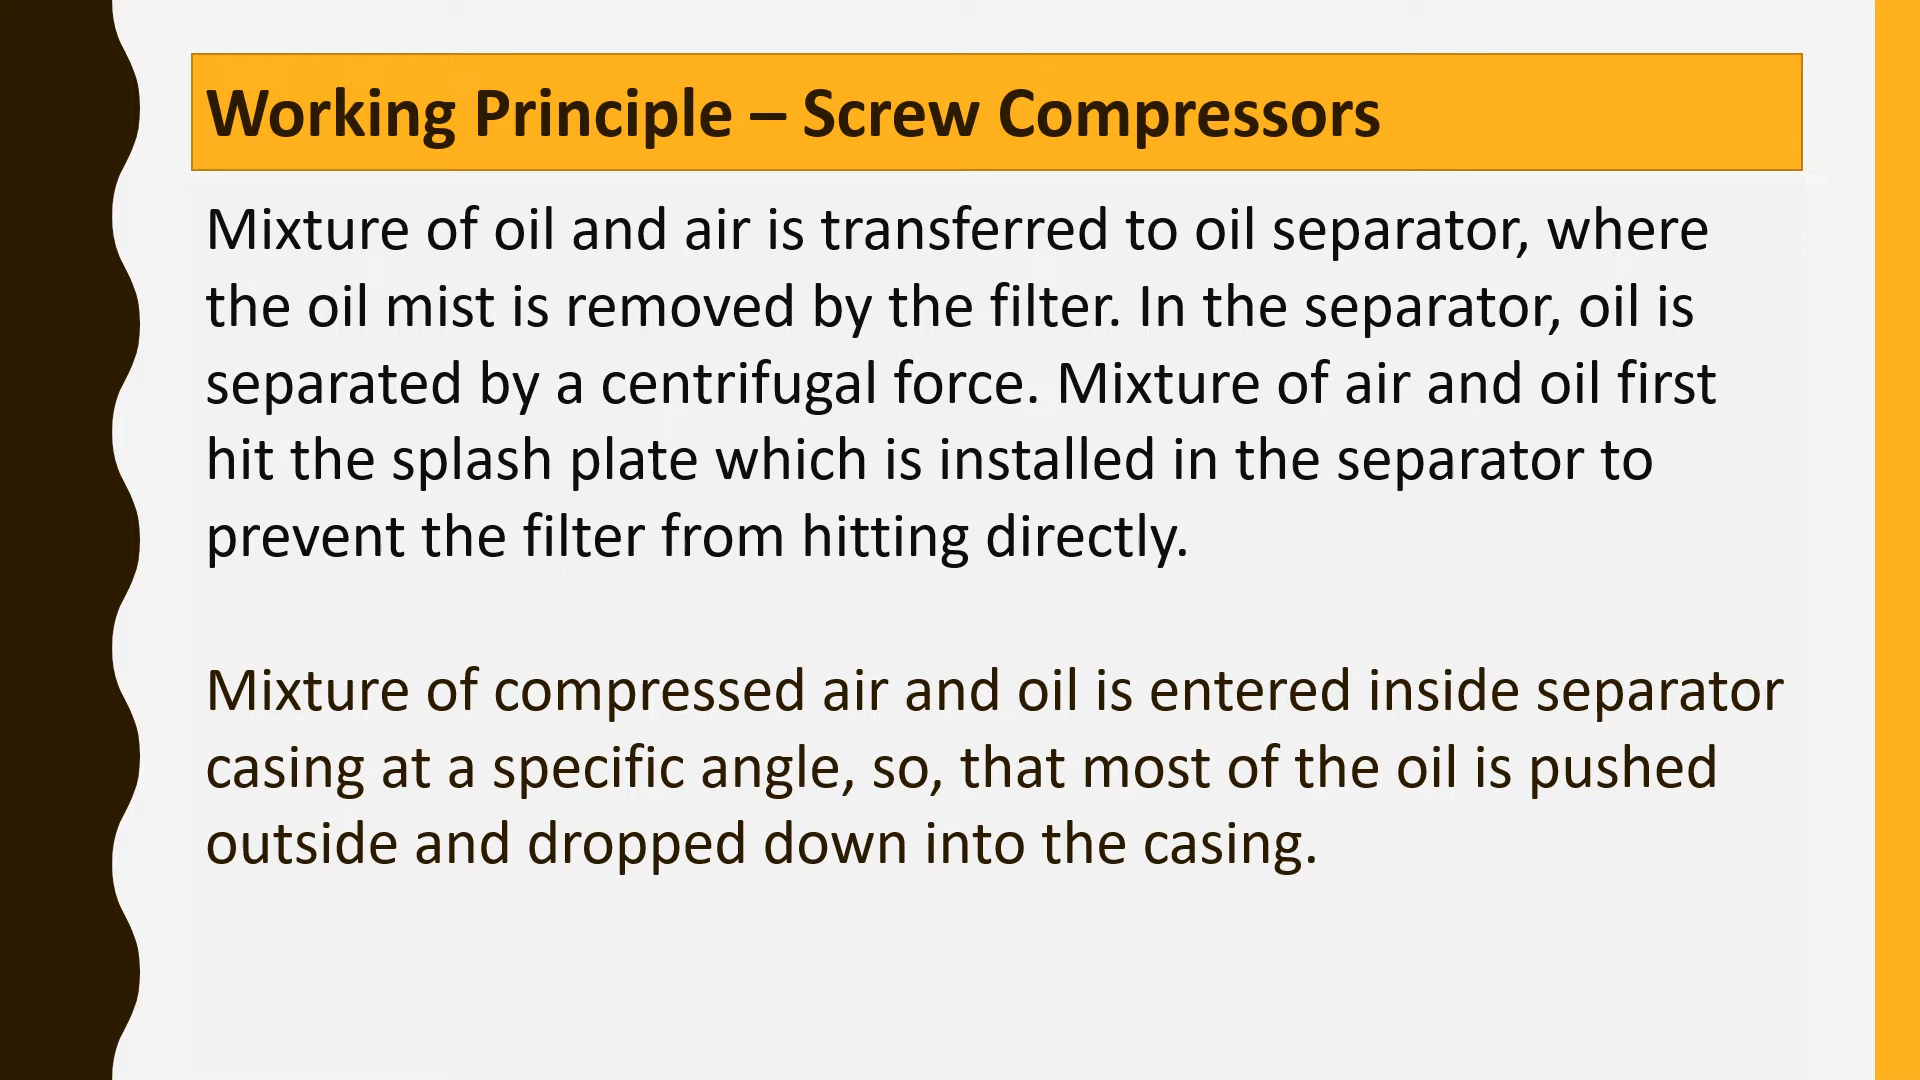 Working Principle – Screw Compressors
Mixture of oil and air is transferred to oil separator, where
the oil mist is removed by the filter. In the separator, oil is
separated by a centrifugal force. Mixture of air and oil first
hit the splash plate which is installed in the separator to
prevent the filter from hitting directly.
Mixture of compressed air and oil is entered inside separator
casing at a specific angle, so, that most of the oil is pushed
outside and dropped down into the casing.